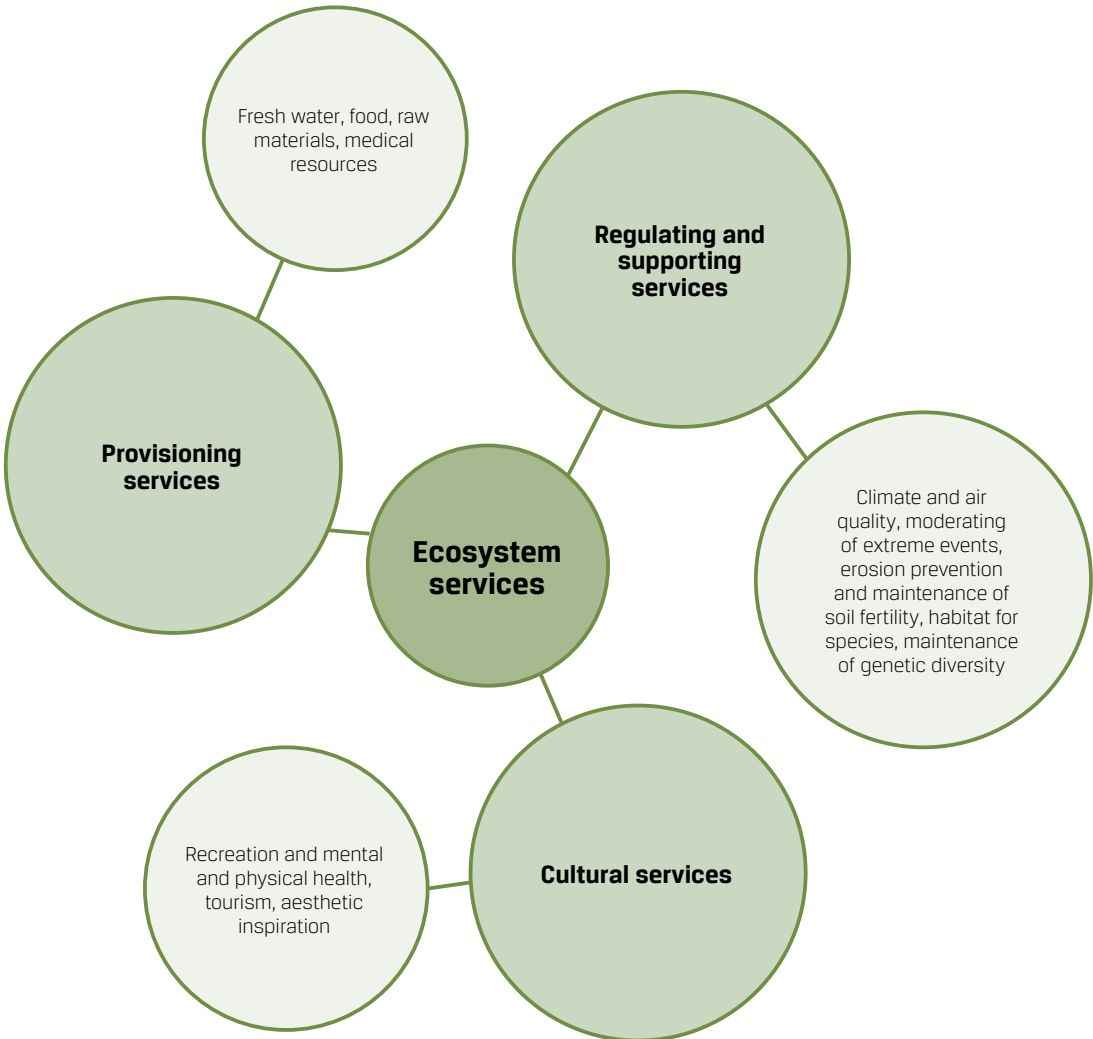 Fresh water, food, raw
materials, medical
resources
Regulating and
supporting
services
Provisioning
services
Ecosystem
services
Climate and air
quality, moderating
of extreme events,
erosion prevention
and maintenance of
soil fertility, habitat for
species, maintenance
of genetic diversity
Recreation and mental
and physical health,
tourism, aesthetic
inspiration
Cultural services